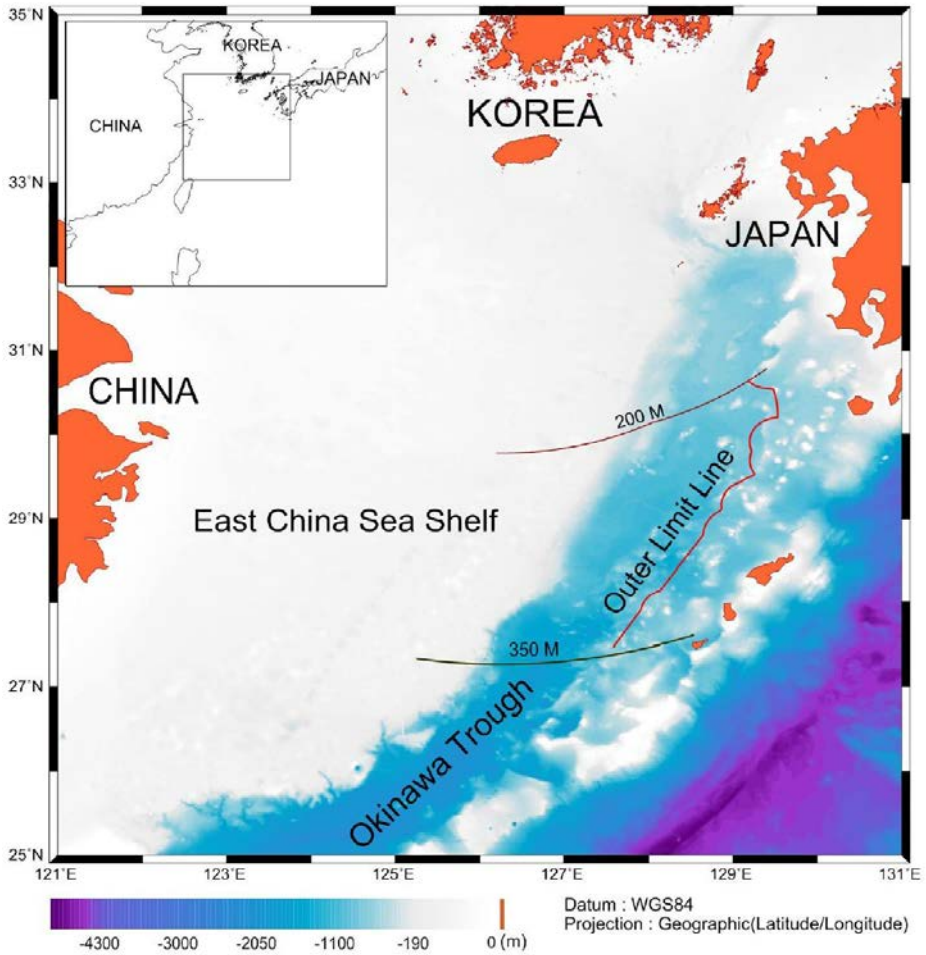 35°N
33°N
31°N
29°N
27°N
25°N
KOREA
JAPAN
CHINA
KOREA
JAPAN
CHINA
200 M
East China Sea Shelf
Outer Limit Line
350 M
Okinawa Trough
121°E
123°E
125°E
127°E
129°E
131°E
-4300
-3000
-2050
-1100
-190
0 (m)
Datum : WGS84
Projection : Geographic(Latitude/Longitude)